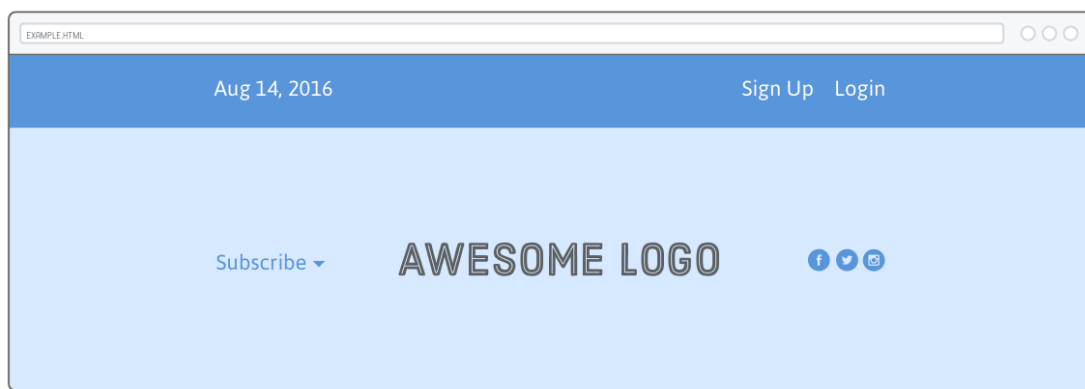 EXAMPLE.HTML
Aug 14, 2016 Sign Up Login
Subscribe AWESOME LOGO